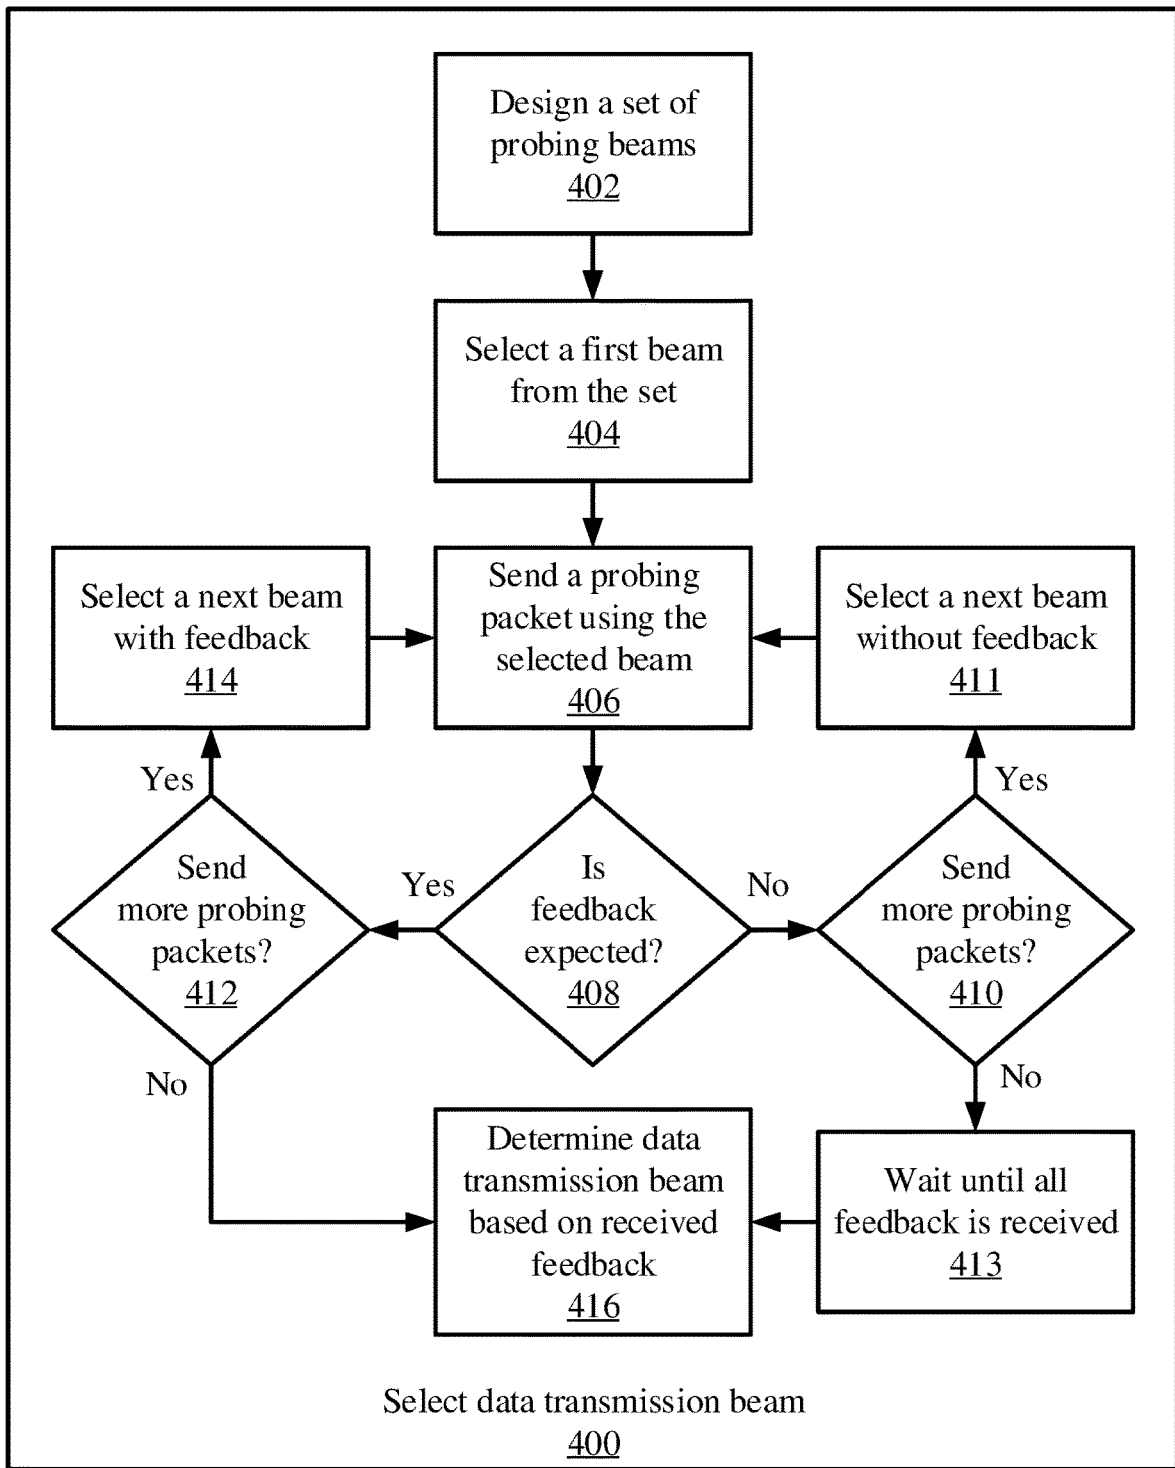 Design a set of
probing beams
402
Select a first beam
from the set
404
Select a next beam
with feedback
414
Send a probing
packet using the
selected beam
406
Select a next beam
without feedback
411
Yes
Yes
Send
more probing
packets?
412
Yes
Is
feedback
expected?
408
No
Send
more probing
packets?
410
No
No
Determine data
transmission beam
based on received
feedback
416
Wait until all
feedback is received
413
Select data transmission beam
400